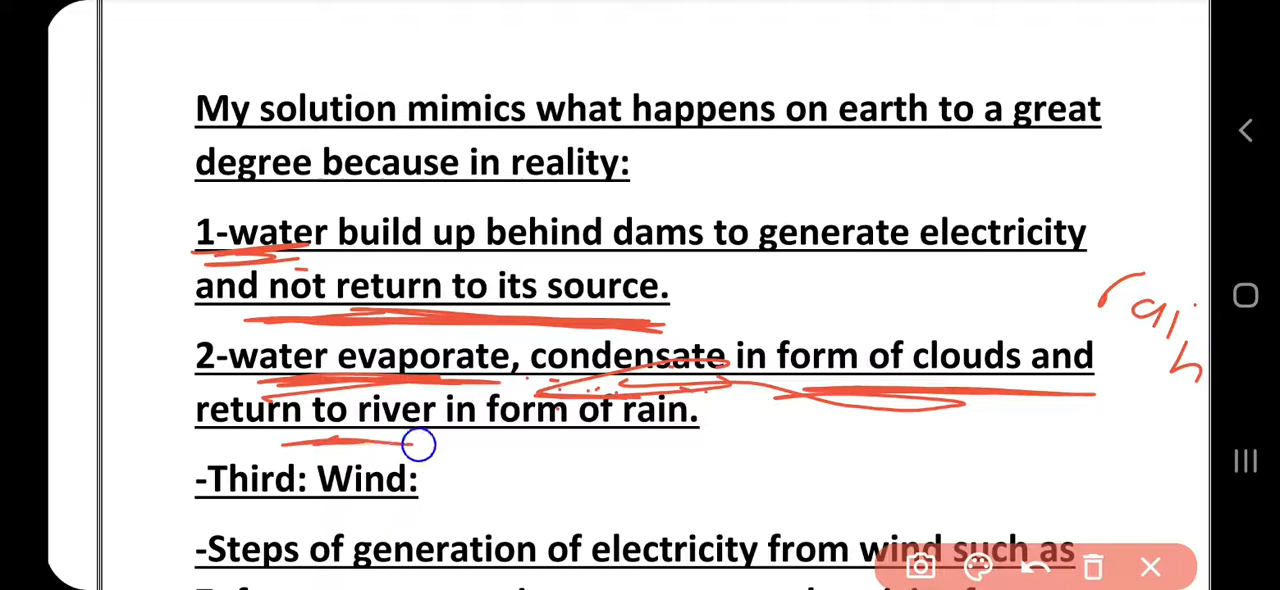 My solution mimics what happens on earth to a great
degree because in reality:
1-water build up behind dams to generate electricity
and not return to its source.
rain
2-water evaporate, condensate in form of clouds and
return to river in form of rain.
-Third: Wind:
-Steps of generation of electricity from wind such as